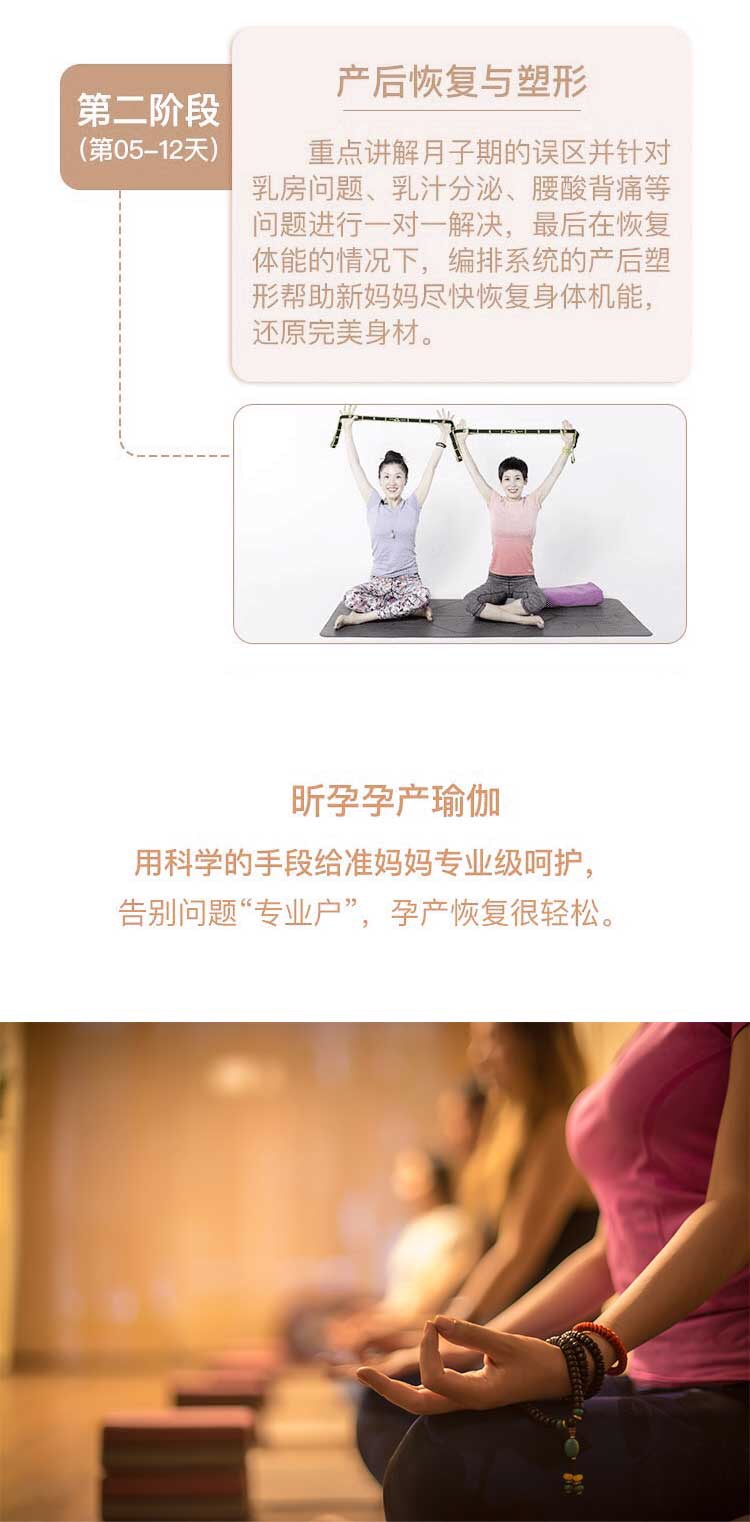 第二阶段
（第05-12天）
产后恢复与塑形
重点讲解月子期的误区并针对
乳房问题、乳汁分泌、腰酸背痛等
问题进行一对一解决，最后在恢复
体能的情况下，编排系统的产后塑
形帮助新妈妈尽快恢复身体机能，
还原完美身材。
昕孕孕产瑜伽
用科学的手段给准妈妈专业级呵护，
告别问题“专业户”，孕产恢复很轻松。